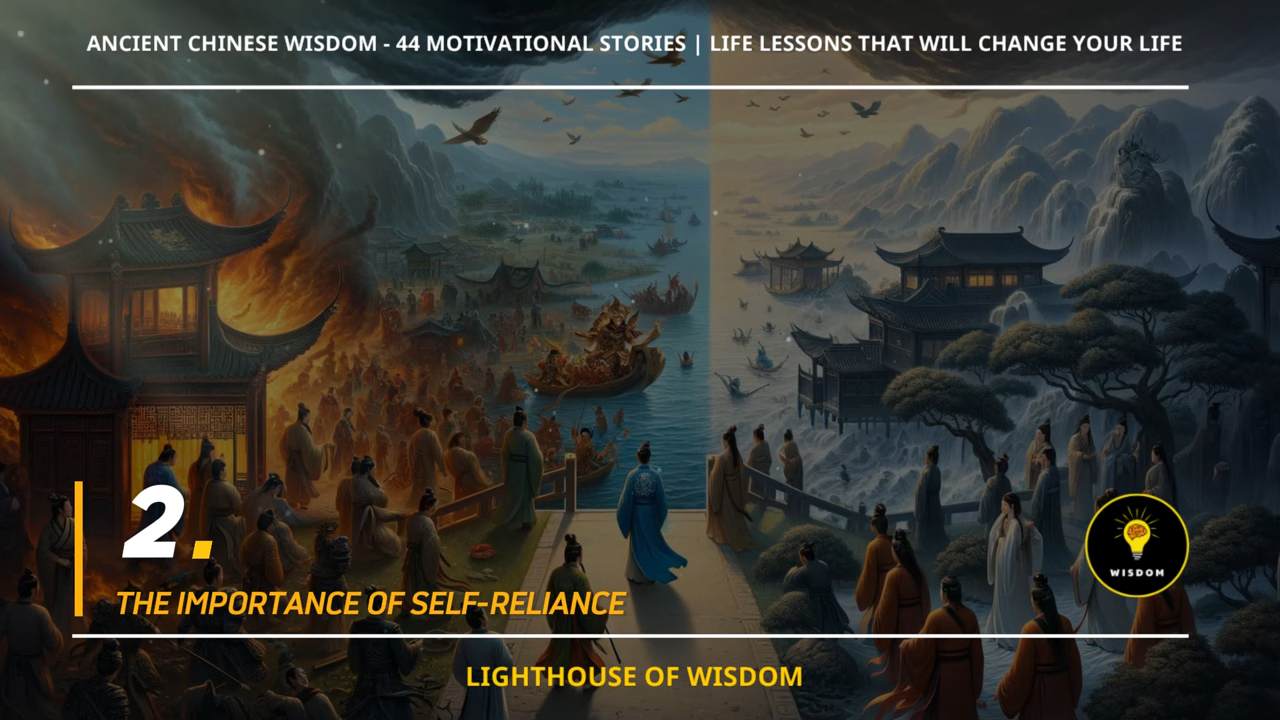 ANCIENT CHINESE WISDOM - 44 MOTIVATIONAL STORIES | LIFE LESSONS THAT WILL CHANGE YOUR LIFE
2.
THE IMPORTANCE OF SELF-RELIANCE
WISDOM
LIGHTHOUSE OF WISDOM